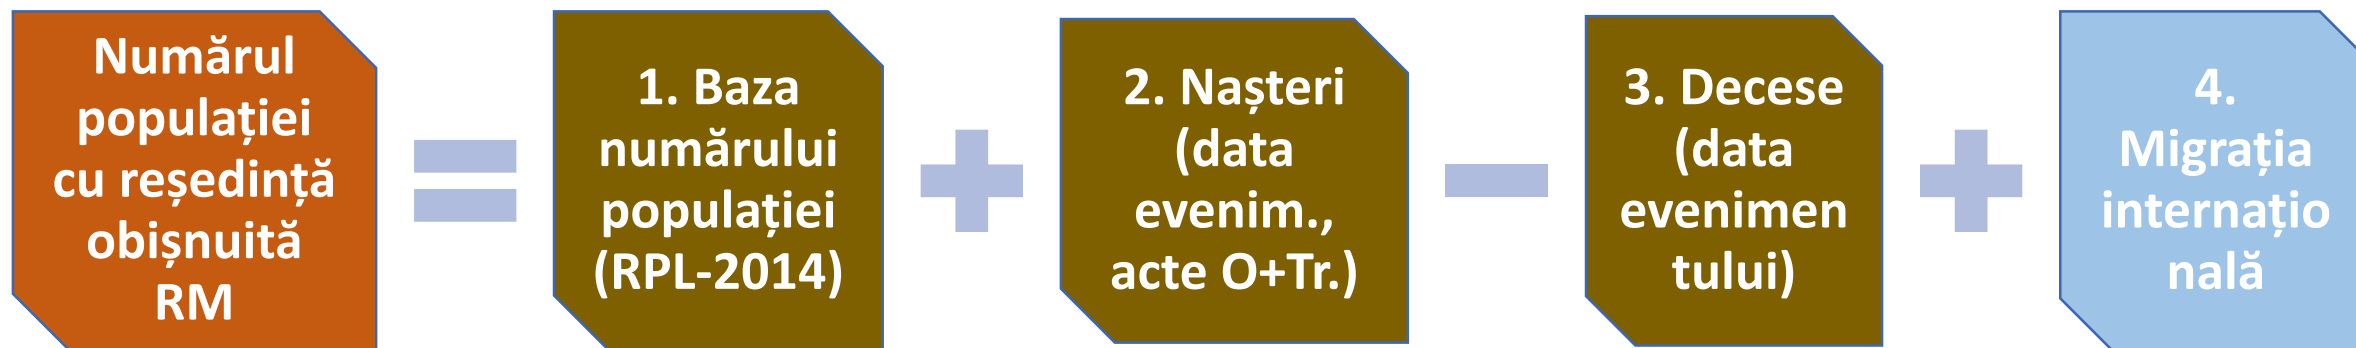 Numărul
populației
cu reședință
obișnuită
RM
1. Baza
numărului
populației
(RPL-2014)
2. Nașteri
(data
evenim.,
acte O+Tr.)
3. Decese
(data
evenimen
tului)
4.
Migrația
internațio
nală